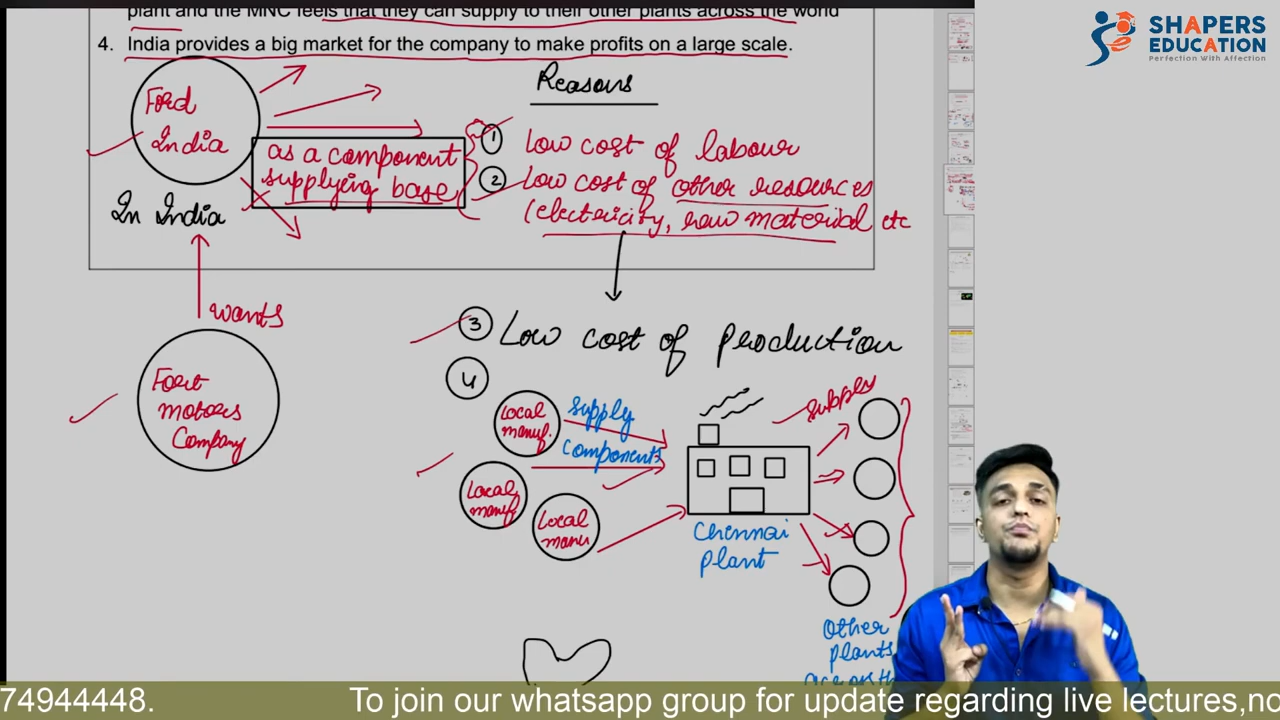 plant and the MNC feels that they can supply to their other plants across the world
4. India provides a big market for the company to make profits on a large scale.
SHAPERS
EDUCATION
Perfection With Affection
Reasons
Ford
India
In India
as a component
supplying base
1 Low cost of labour
2 Low cost of other resources
(electricity, raw material etc
wants
Fort
motors
Company
3 Low cost of production
4
Local
manuf.
Local
manuf
Local
manu
supply
components
Chennai
plant
supply
Other
plants
across th
74944448.
To join our whatsapp group for update regarding live lectures,no